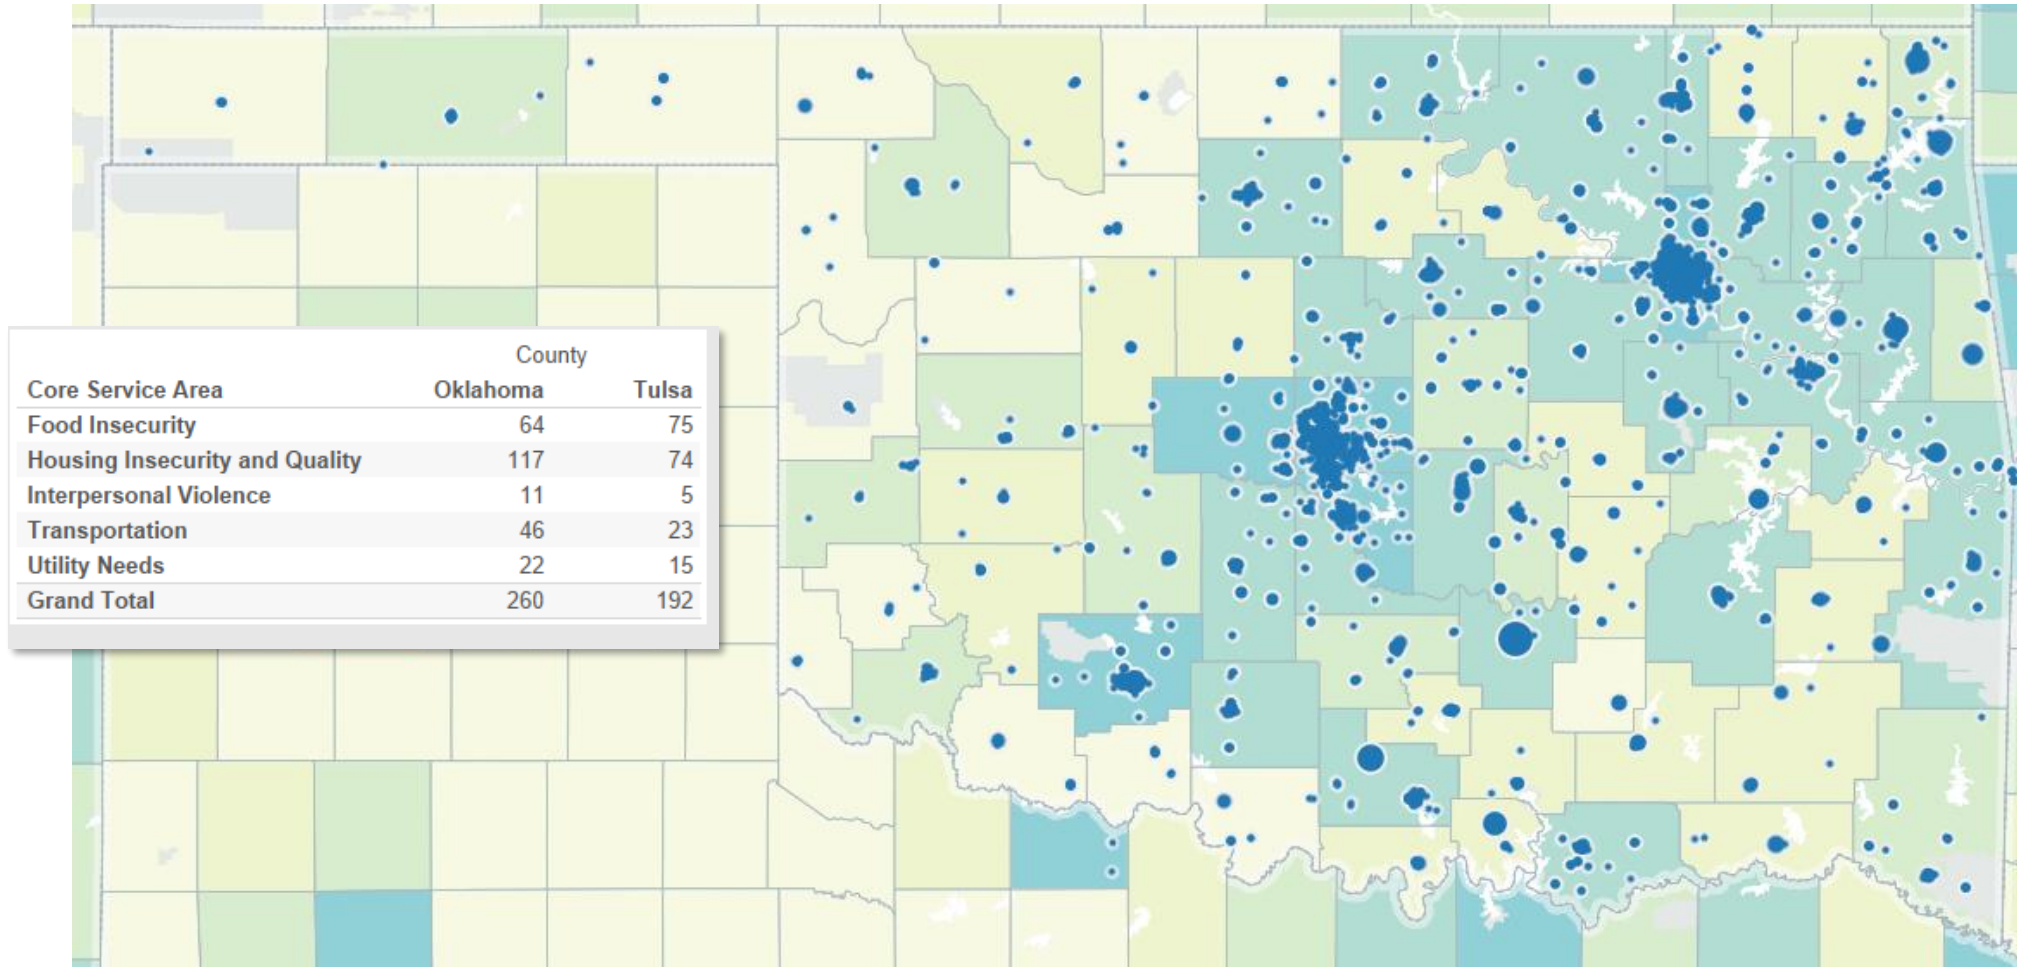 County
Core Service Area Oklahoma Tulsa
Food Insecurity 64 75
Housing Insecurity and Quality 117 74
Interpersonal Violence 11 5
Transportation 46 23
Utility Needs 22 15
Grand Total 260 192